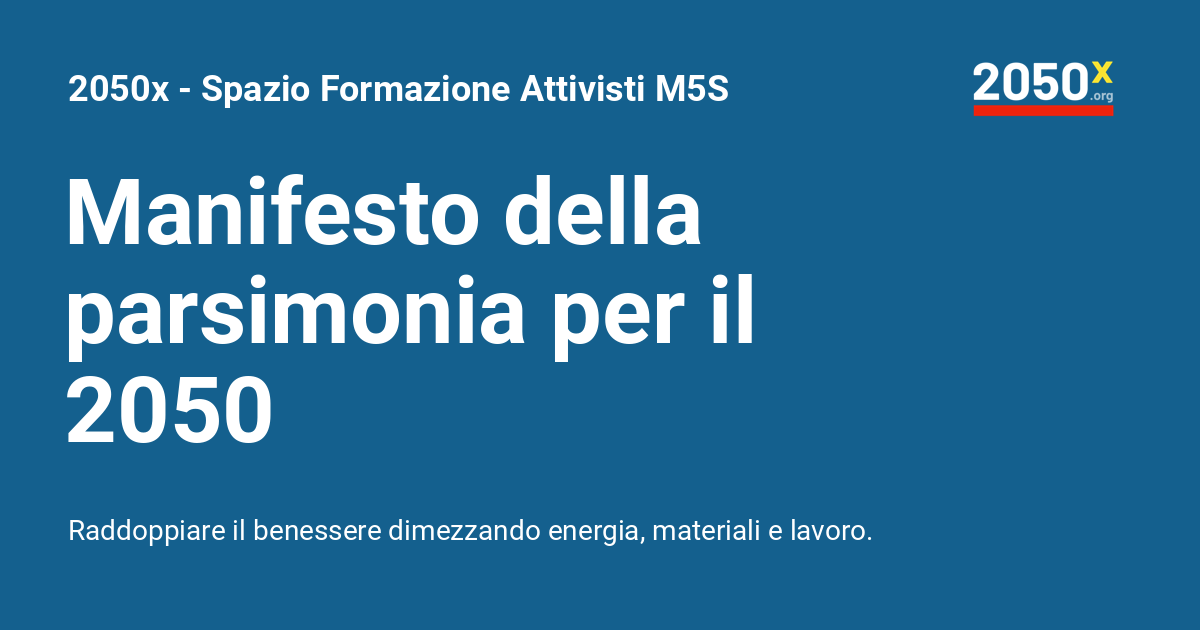 2050x - Spazio Formazione Attivisti M5S
2050x
.org
Manifesto della
parsimonia per il
2050
Raddoppiare il benessere dimezzando energia, materiali e lavoro.